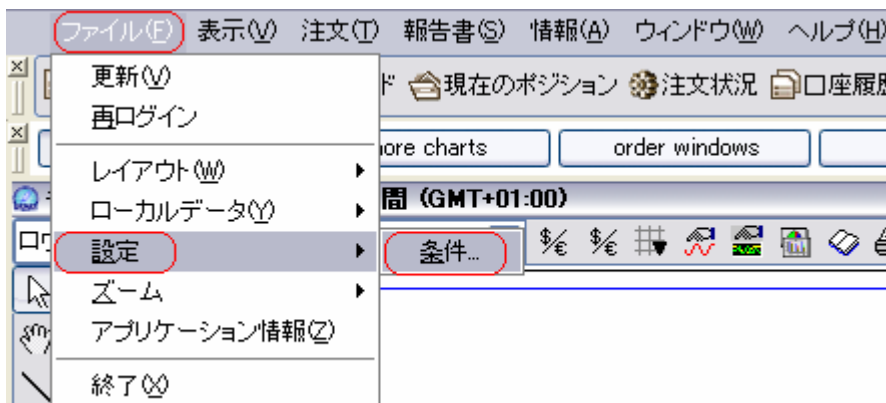 ファイル(F) 表示(V) 注文(T) 報告書(S) 情報(A) ウィンドウ(W) ヘルプ(H)
更新(V)
ド 現在のポジション 注文状況 口座履歴
再ログイン
more charts order windows
レイアウト(W)
ローカルデータ(Y)
間 (GMT+01:00)
設定
条件...
ズーム
アプリケーション情報(Z)
終了(X)